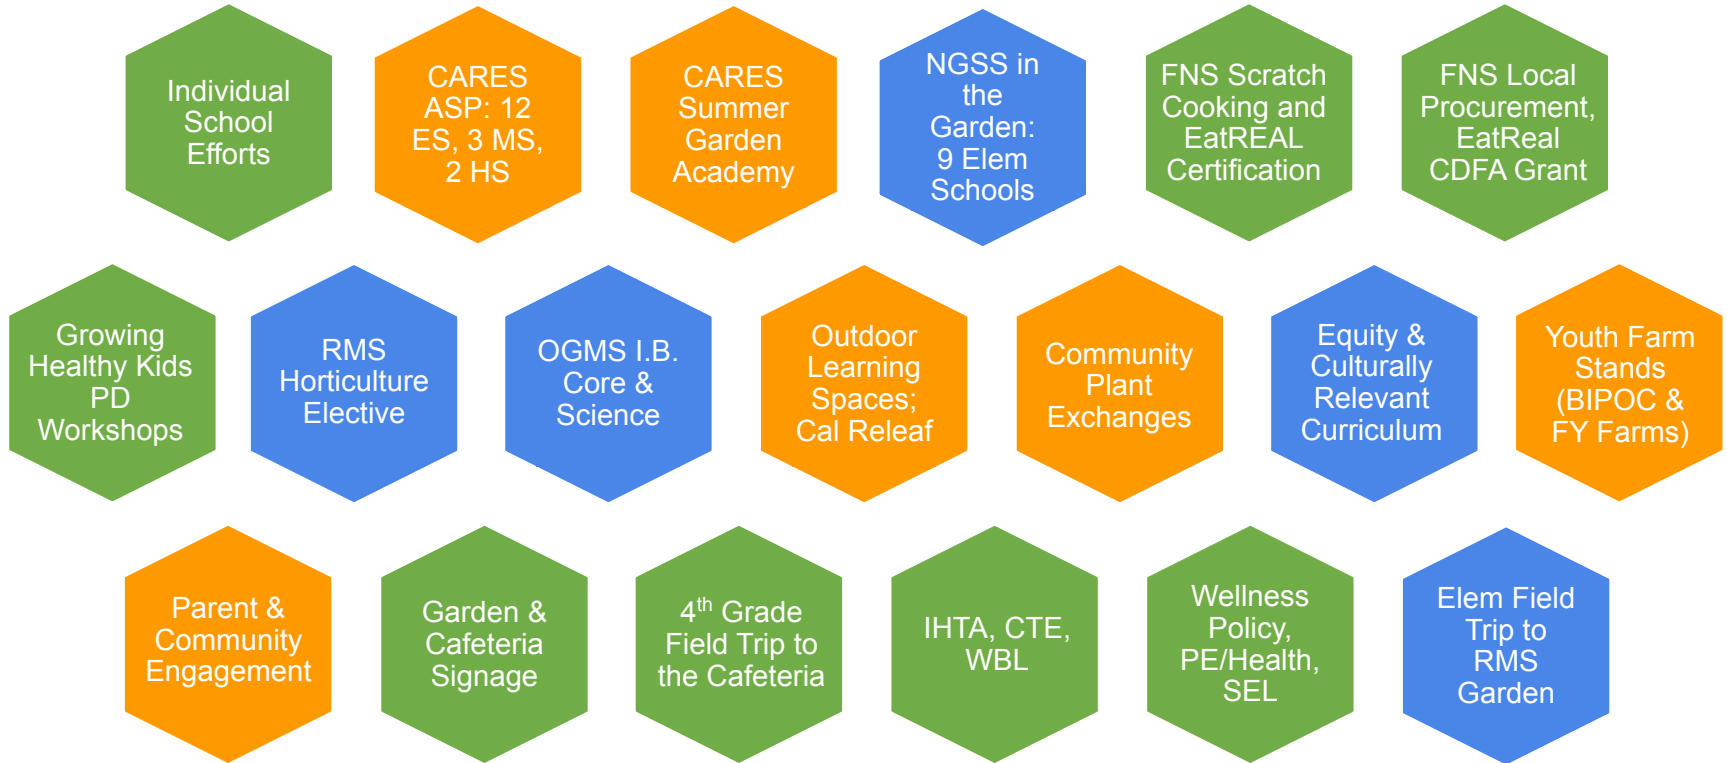 Individual
School
Efforts
CARES
ASP: 12
ES, 3 MS,
2 HS
CARES
Summer
Garden
Academy
NGSS in
the
Garden:
9 Elem
Schools
FNS Scratch
Cooking and
EatREAL
Certification
FNS Local
Procurement,
EatReal
CDFA Grant
Growing
Healthy Kids
PD
Workshops
RMS
Horticulture
Elective
OGMS I.B.
Core &
Science
Outdoor
Learning
Spaces;
Cal Releaf
Community
Plant
Exchanges
Equity &
Culturally
Relevant
Curriculum
Youth Farm
Stands
(BIPOC &
FY Farms)
Parent &
Community
Engagement
Garden &
Cafeteria
Signage
4th Grade
Field Trip to
the Cafeteria
IHTA, CTE,
WBL
Wellness
Policy,
PE/Health,
SEL
Elem Field
Trip to
RMS
Garden